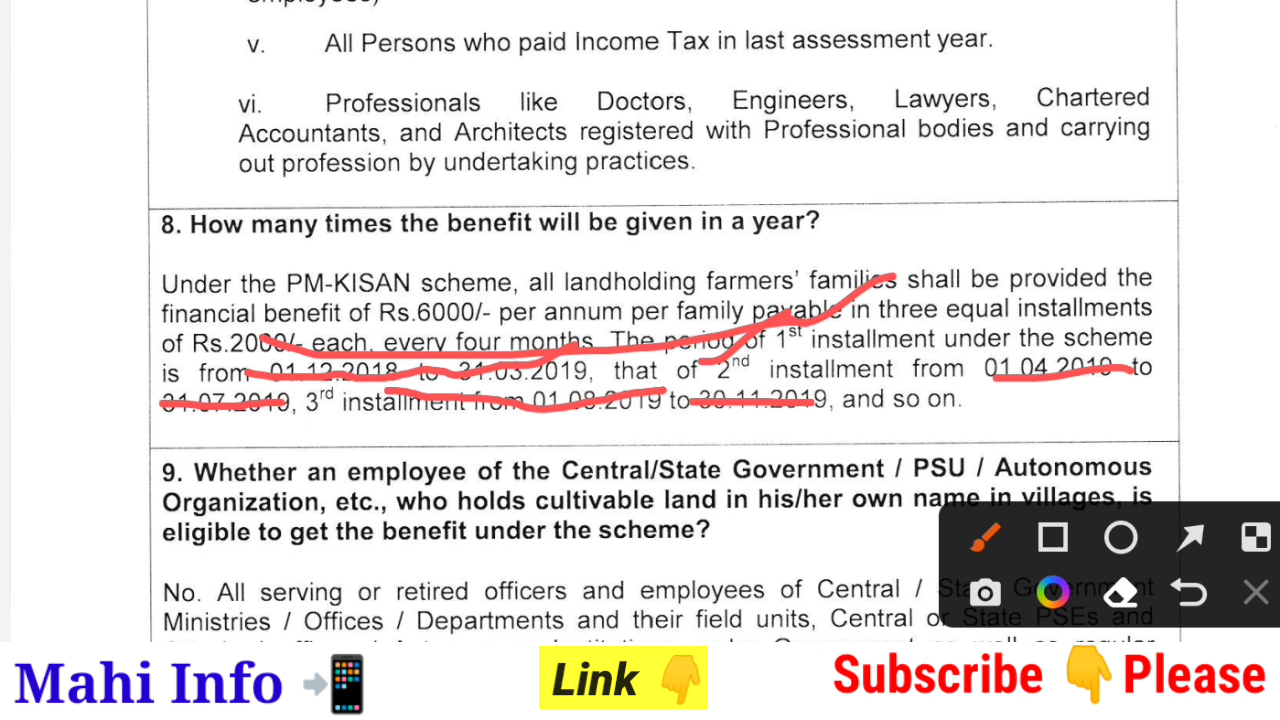 v. All Persons who paid Income Tax in last assessment year.
vi. Professionals like Doctors, Engineers, Lawyers, Chartered
Accountants, and Architects registered with Professional bodies and carrying
out profession by undertaking practices.
8. How many times the benefit will be given in a year?
Under the PM-KISAN scheme, all landholding farmers' families shall be provided the
financial benefit of Rs.6000/- per annum per family payable in three equal installments
of Rs.2000/- each, every four months. The period of 1st installment under the scheme
is from 01.12.2018 to 31.03.2019, that of 2nd installment from 01.04.2019 to
31.07.2019, 3rd installment from 01.08.2019 to 30.11.2019, and so on.
9. Whether an employee of the Central/State Government / PSU / Autonomous
Organization, etc., who holds cultivable land in his/her own name in villages, is
eligible to get the benefit under the scheme?
No. All serving or retired officers and employees of Central / State Government
Ministries / Offices / Departments and their field units, Central or State PSEs and
Mahi Info
Link
Subscribe Please